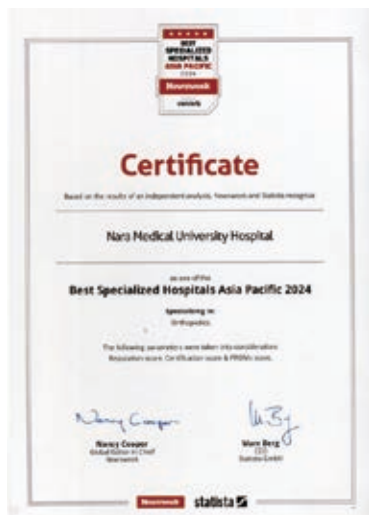 BEST
SPECIALIZED
HOSPITALS
ASIA PACIFIC
2024
Newsweek
statista
Certificate
Based on the results of an independent analysis, Newsweek and Statista recognize
Nara Medical University Hospital
as one of the
Best Specialized Hospitals Asia Pacific 2024
Specializing in:
Orthopedics
The following parameters were taken into consideration:
Reputation score, Certification score & PROMs score.
Nancy Cooper
Global Editor in Chief
Newsweek
Marc Berg
CEO
Statista GmbH
Newsweek
statista